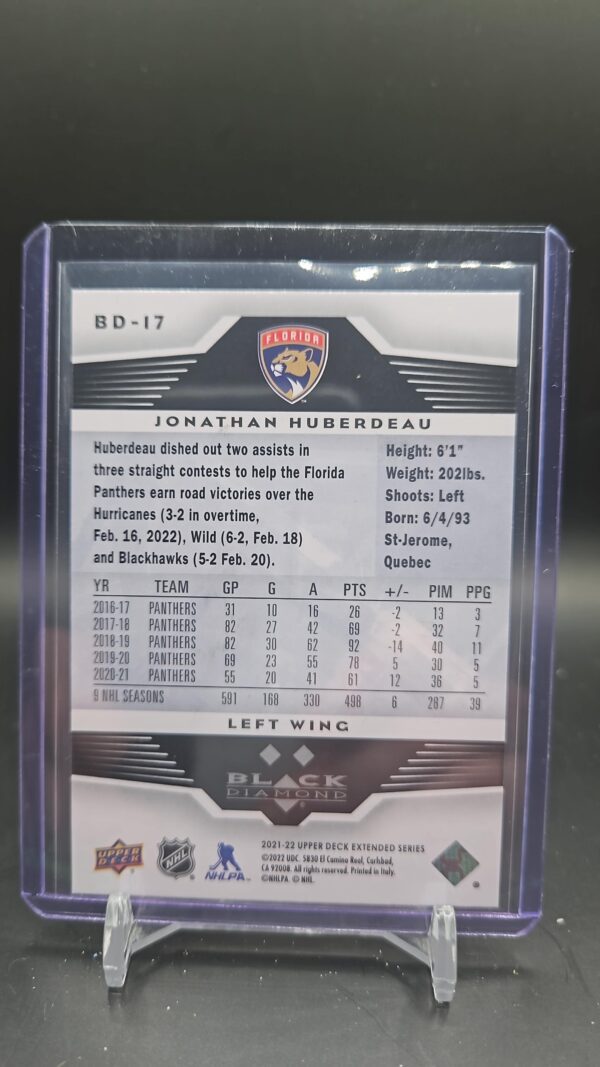 BD-17
FLORIDA
JONATHAN HUBERDEAU
Huberdeau dished out two assists in
three straight contests to help the Florida
Panthers earn road victories over the
Hurricanes (3-2 in overtime,
Feb. 16, 2022), Wild (6-2, Feb. 18)
and Blackhawks (5-2 Feb. 20).
Height: 6'1"
Weight: 202lbs.
Shoots: Left
Born: 6/4/93
St-Jerome,
Quebec
YR TEAM GP G A PTS +/- PIM PPG
2016-17 PANTHERS 31 10 16 26 -2 13 3
2017-18 PANTHERS 82 27 42 69 -2 32 7
2018-19 PANTHERS 82 30 62 92 -14 40 11
2019-20 PANTHERS 69 23 55 78 5 30 5
2020-21 PANTHERS 55 20 41 61 12 36 5
9 NHL SEASONS 591 168 330 498 6 287 39
LEFT WING
BLACK
DIAMOND
UPPER
DECK
NHL
NHLPA
2021-22 UPPER DECK EXTENDED SERIES
©2022 UDC. 5830 El Camino Real, Carlsbad,
CA 92008. All rights reserved. Printed in Italy.
©NHLPA. © NHL.